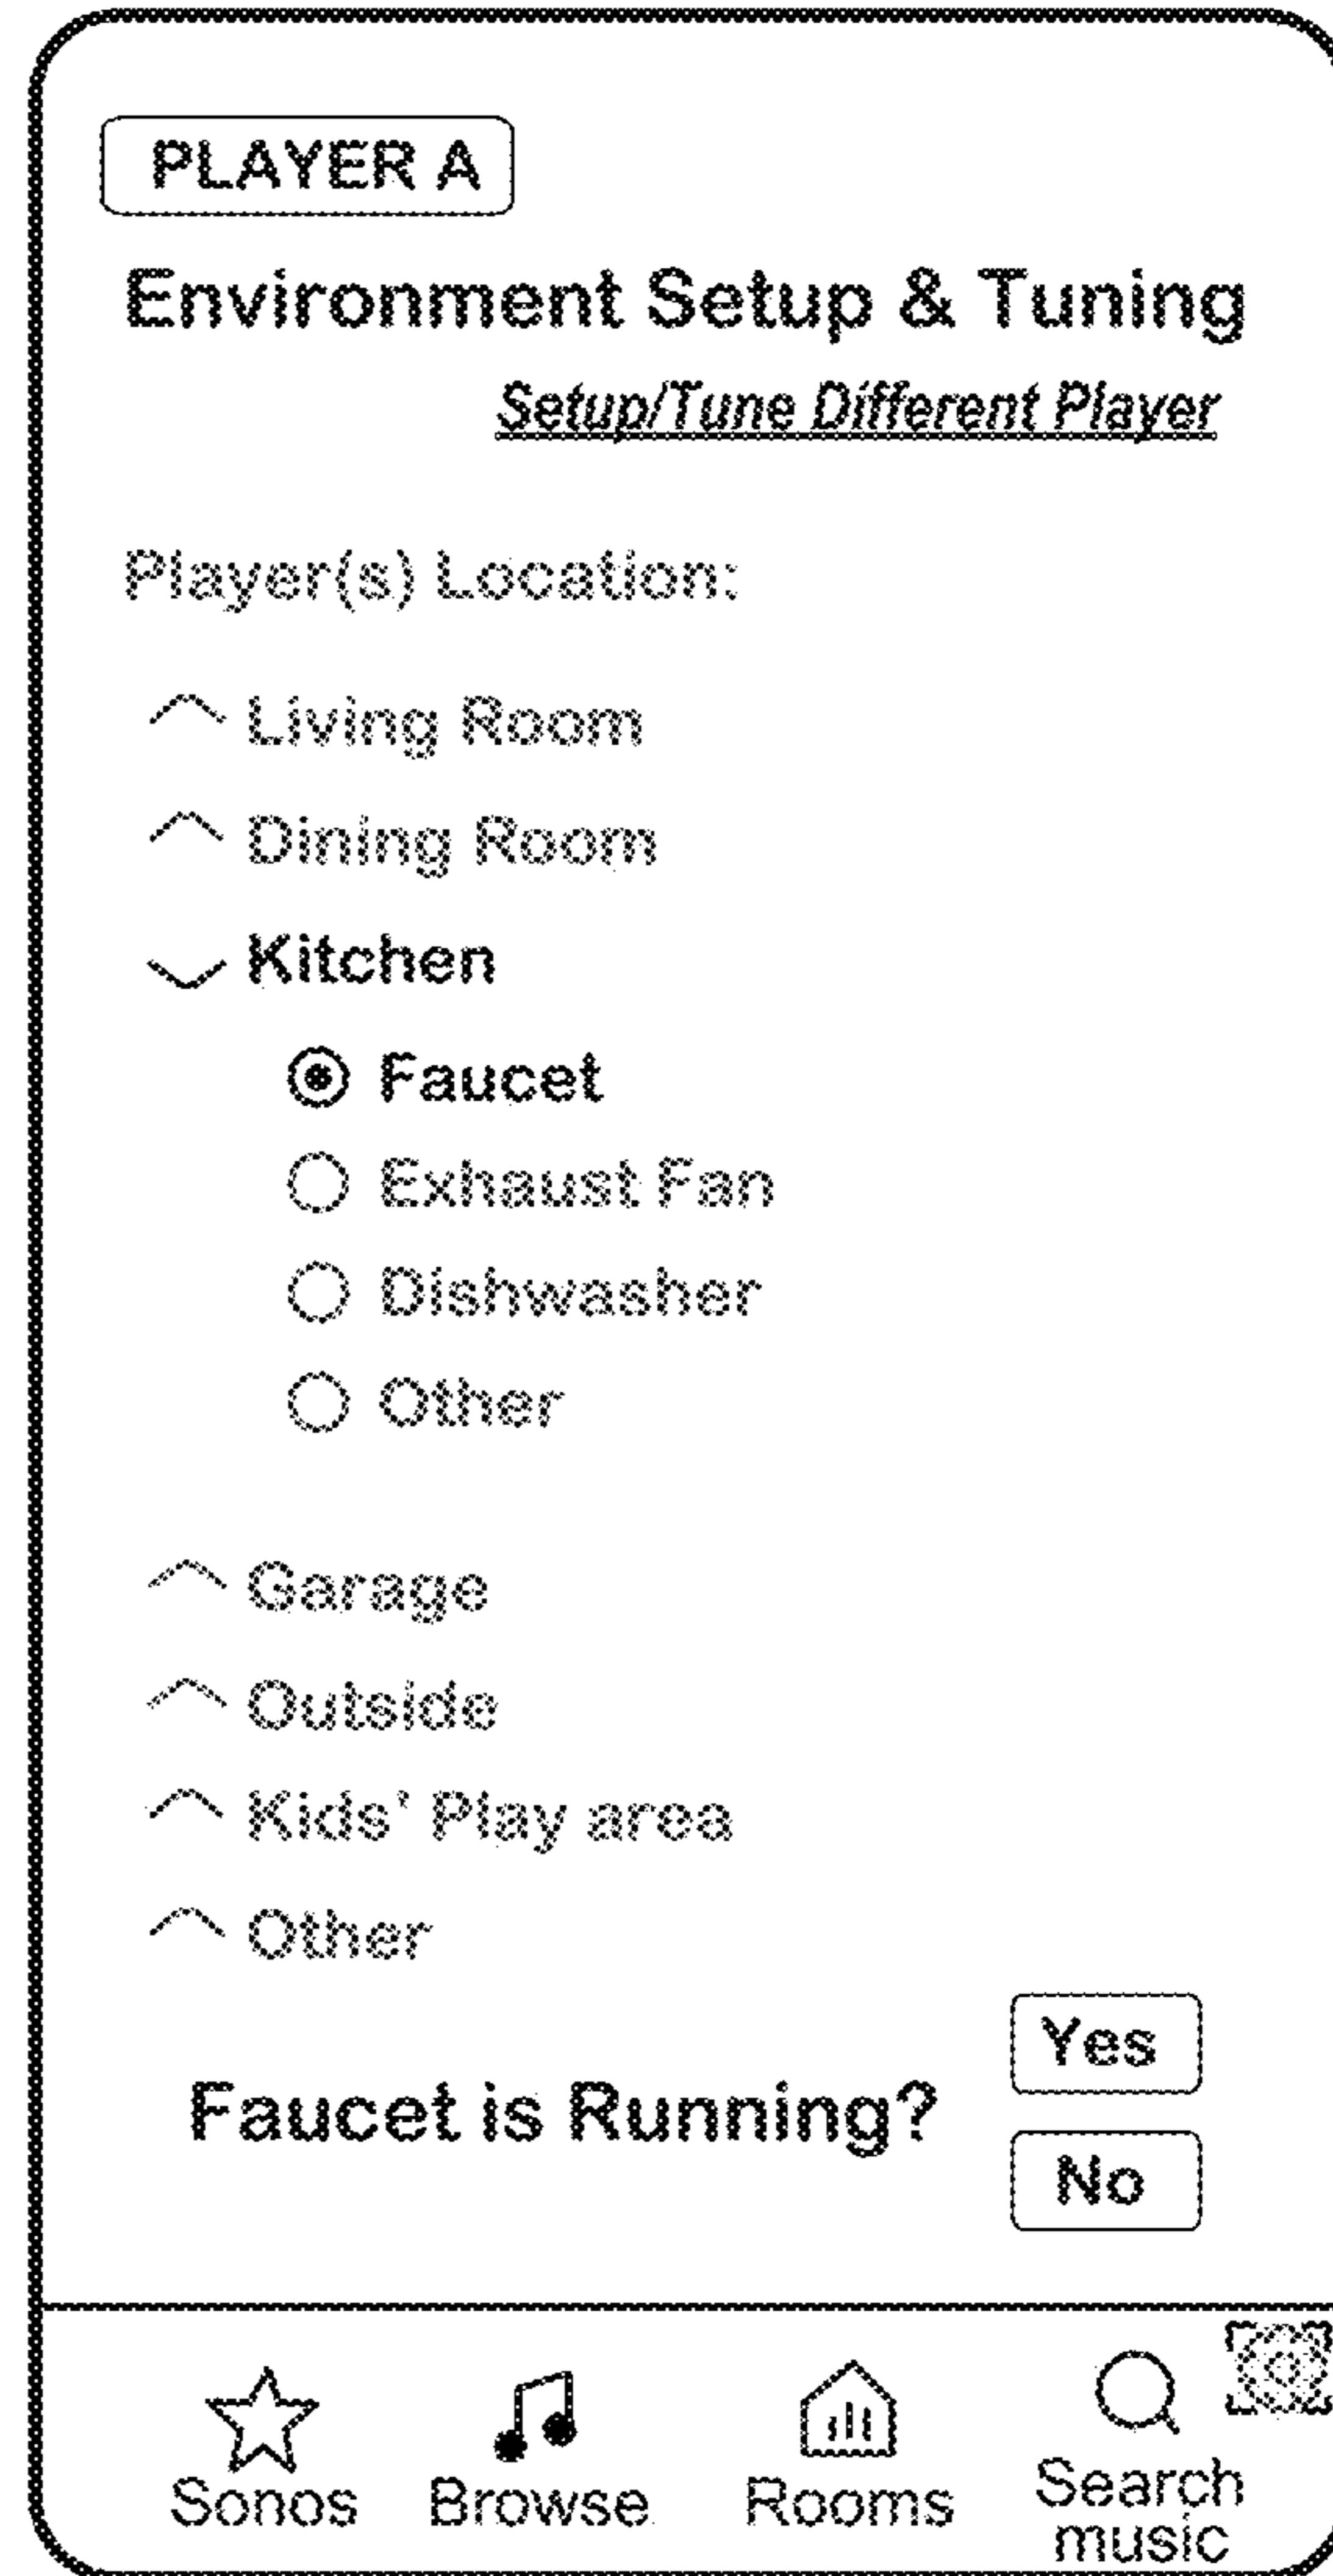 PLAYER A
Environment Setup & Tuning
Setup/Tune Different Player
Player(s) Location:
Living Room
Dining Room
Kitchen
Faucet
Exhaust Fan
Dishwasher
Other
Garage
Outside
Kids' Play area
Other
Yes
Faucet is Running?
No
Sonos
Browse
Rooms
Search
music